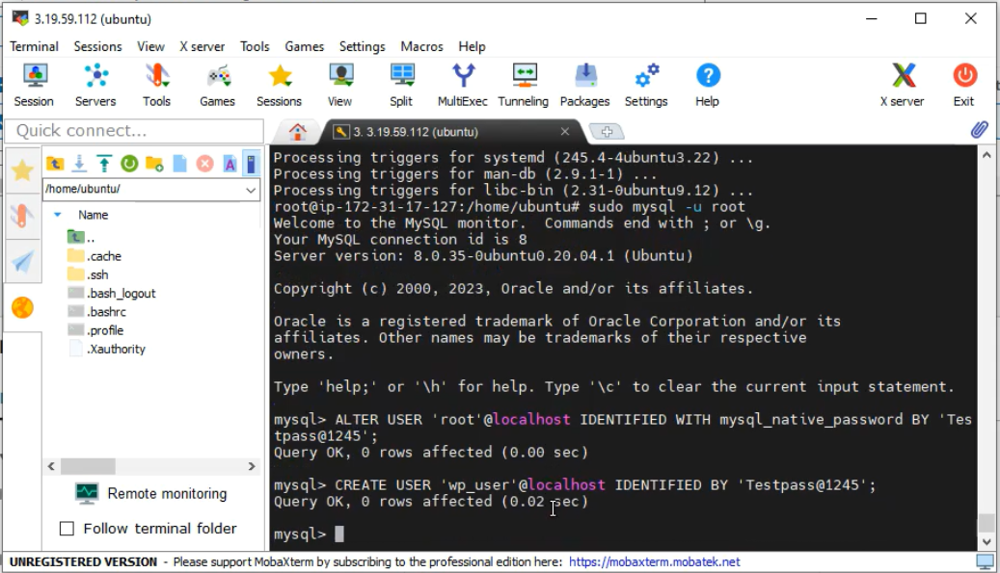 3.19.59.112 (ubuntu)
Terminal Sessions View X server Tools Games Settings Macros Help
Session Servers Tools Games Sessions View Split MultiExec Tunneling Packages Settings Help X server Exit
Quick connect...
3. 3.19.59.112 (ubuntu)
/home/ubuntu/
Name
..
.cache
.ssh
.bash_logout
.bashrc
.profile
.Xauthority
Remote monitoring
Follow terminal folder
Processing triggers for systemd (245.4-4ubuntu3.22) ...
Processing triggers for man-db (2.9.1-1) ...
Processing triggers for libc-bin (2.31-0ubuntu9.12) ...
root@ip-172-31-17-127:/home/ubuntu# sudo mysql -u root
Welcome to the MySQL monitor.  Commands end with ; or \g.
Your MySQL connection id is 8
Server version: 8.0.35-0ubuntu0.20.04.1 (Ubuntu)
Copyright (c) 2000, 2023, Oracle and/or its affiliates.
Oracle is a registered trademark of Oracle Corporation and/or its
affiliates. Other names may be trademarks of their respective
owners.
Type 'help;' or '\h' for help. Type '\c' to clear the current input statement.
mysql> ALTER USER 'root'@localhost IDENTIFIED WITH mysql_native_password BY 'Tes
tpass@1245';
Query OK, 0 rows affected (0.00 sec)
mysql> CREATE USER 'wp_user'@localhost IDENTIFIED BY 'Testpass@1245';
Query OK, 0 rows affected (0.02 sec)
mysql>
UNREGISTERED VERSION - Please support MobaXterm by subscribing to the professional edition here: https://mobaxterm.mobatek.net